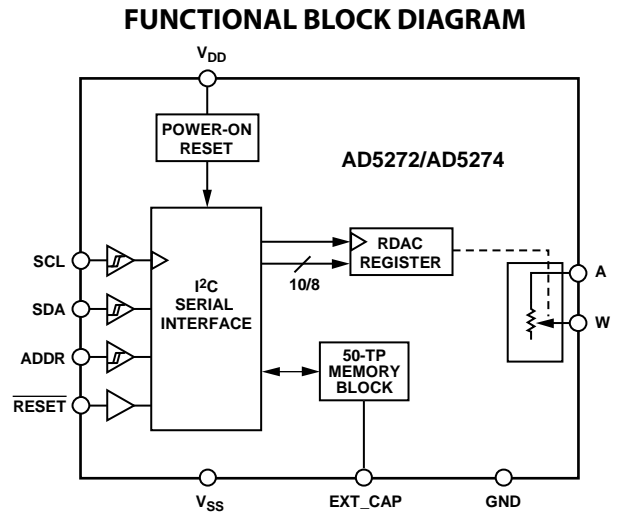 FUNCTIONAL BLOCK DIAGRAM
VDD
POWER-ON
RESET
AD5272/AD5274
SCL
SDA
ADDR
RESET
I2C
SERIAL
INTERFACE
10/8
RDAC
REGISTER
A
W
50-TP
MEMORY
BLOCK
VSS
EXT_CAP
GND